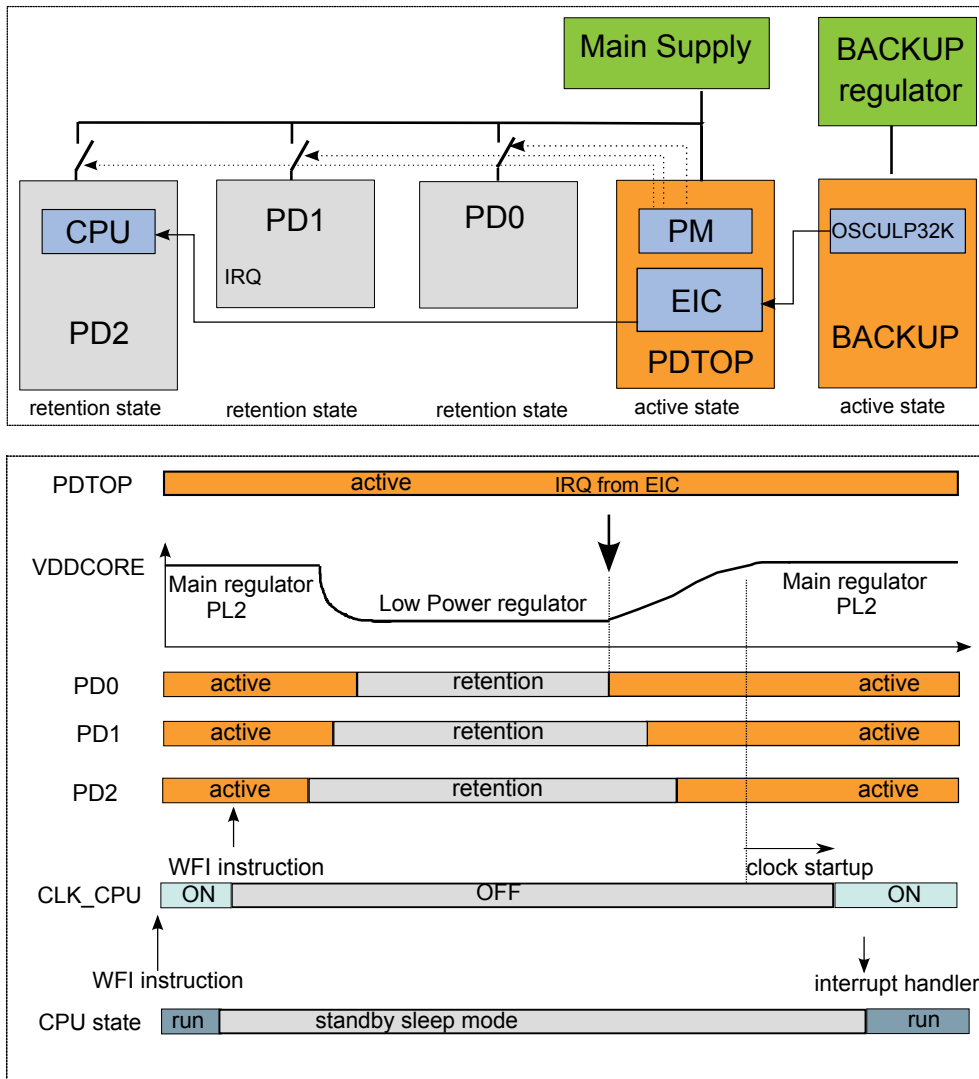 Main Supply
BACKUP
regulator
CPU
PD1
PD0
PM
OSCULP32K
IRQ
EIC
PD2
PDTOP
BACKUP
retention state
retention state
retention state
active state
active state
PDTOP
active
IRQ from EIC
VDDCORE
Main regulator
PL2
Low Power regulator
Main regulator
PL2
PD0
active
retention
active
PD1
active
retention
active
PD2
active
retention
active
WFI instruction
clock startup
CLK_CPU
ON
OFF
ON
WFI instruction
interrupt handler
CPU state
run
standby sleep mode
run